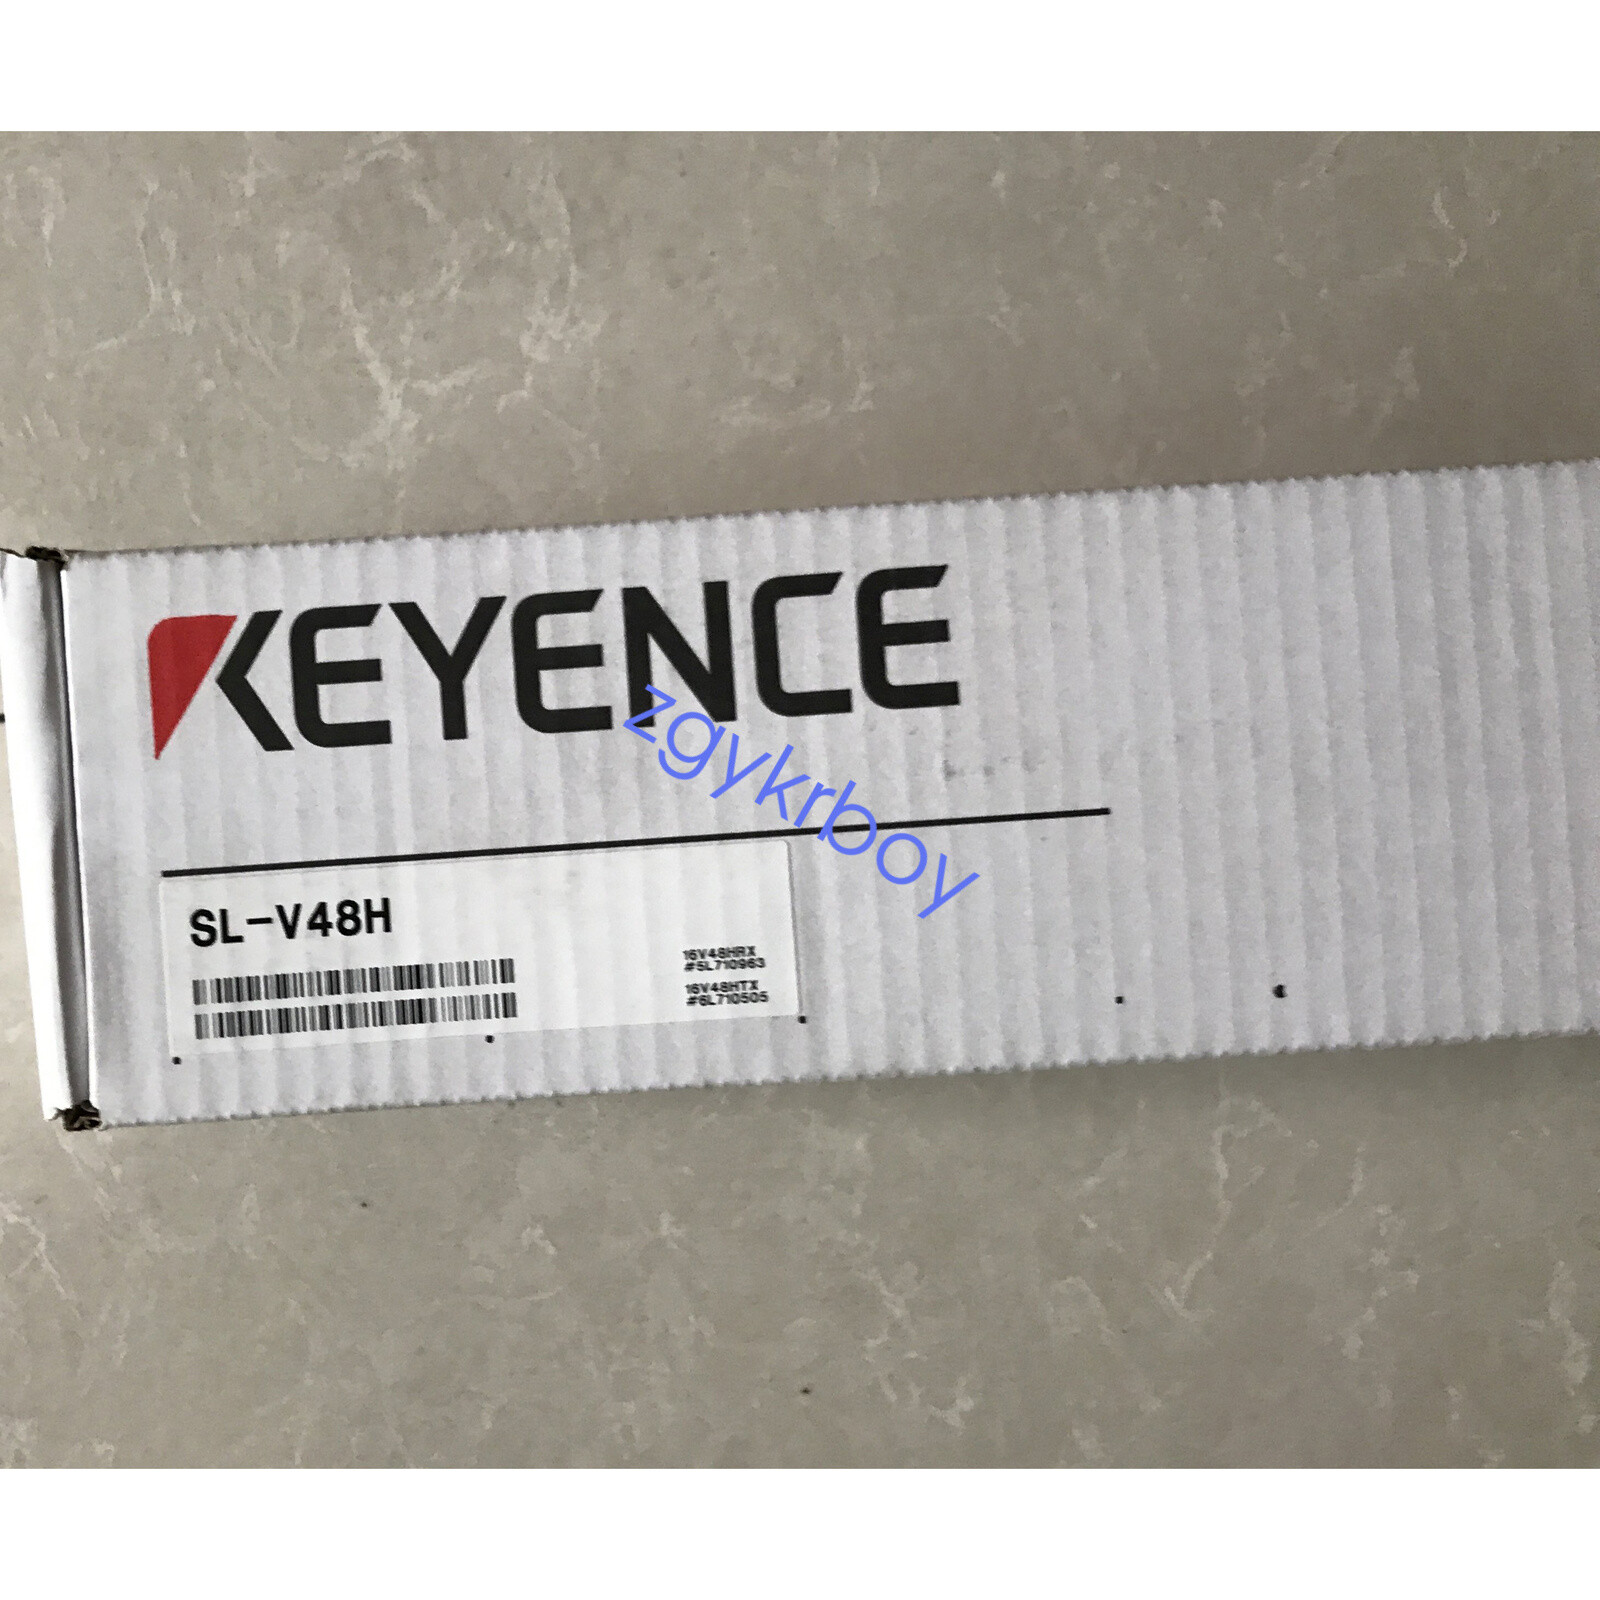 KEYENCE
zgykrboy
SL-V48H
16V48HRX
#5L710963
16V48HTX
#6L710505